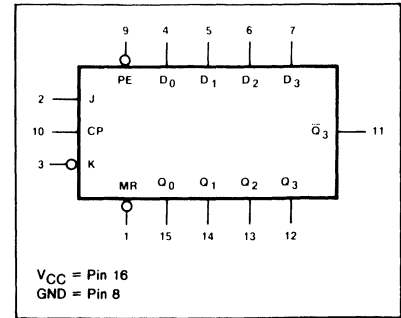 9 4 5 6 7
PE D0 D1 D2 D3
2 J
10 CP Q̅3 11
3 K
MR Q0 Q1 Q2 Q3
1 15 14 13 12
VCC = Pin 16
GND = Pin 8